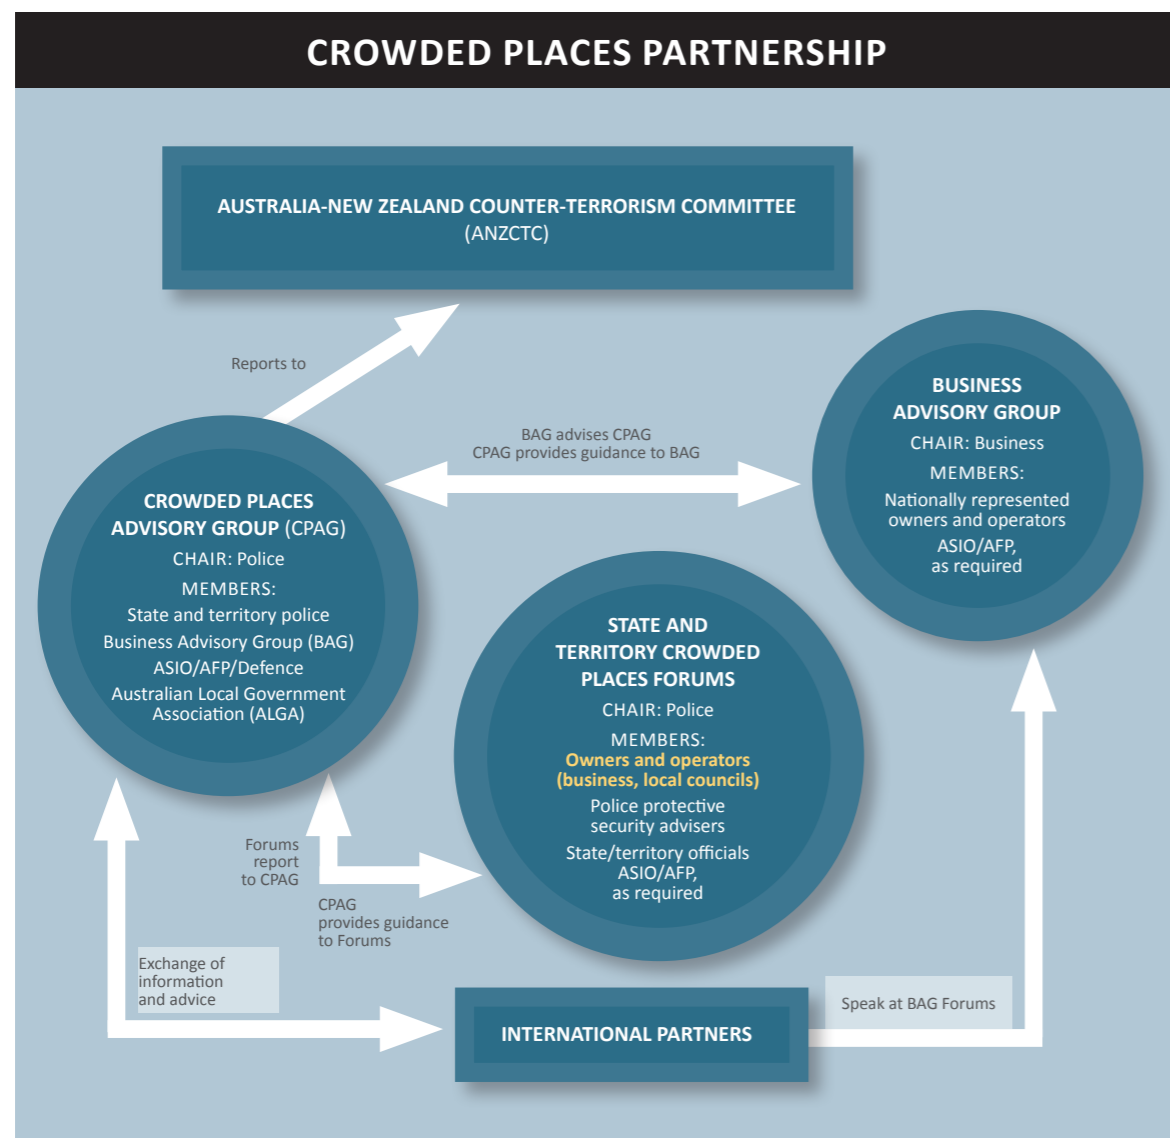 CROWDED PLACES PARTNERSHIP
AUSTRALIA-NEW ZEALAND COUNTER-TERRORISM COMMITTEE
(ANZCTC)
Reports to
BAG advises CPAG
CPAG provides guidance to BAG
BUSINESS
ADVISORY GROUP
CHAIR: Business
MEMBERS:
Nationally represented
owners and operators
ASIO/AFP,
as required
CROWDED PLACES
ADVISORY GROUP (CPAG)
CHAIR: Police
MEMBERS:
State and territory police
Business Advisory Group (BAG)
ASIO/AFP/Defence
Australian Local Government
Association (ALGA)
STATE AND
TERRITORY CROWDED
PLACES FORUMS
CHAIR: Police
MEMBERS:
Owners and operators
(business, local councils)
Police protective
security advisers
State/territory officials
ASIO/AFP,
as required
Forums
report
to CPAG
CPAG
provides guidance
to Forums
Exchange of
information
and advice
INTERNATIONAL PARTNERS
Speak at BAG Forums